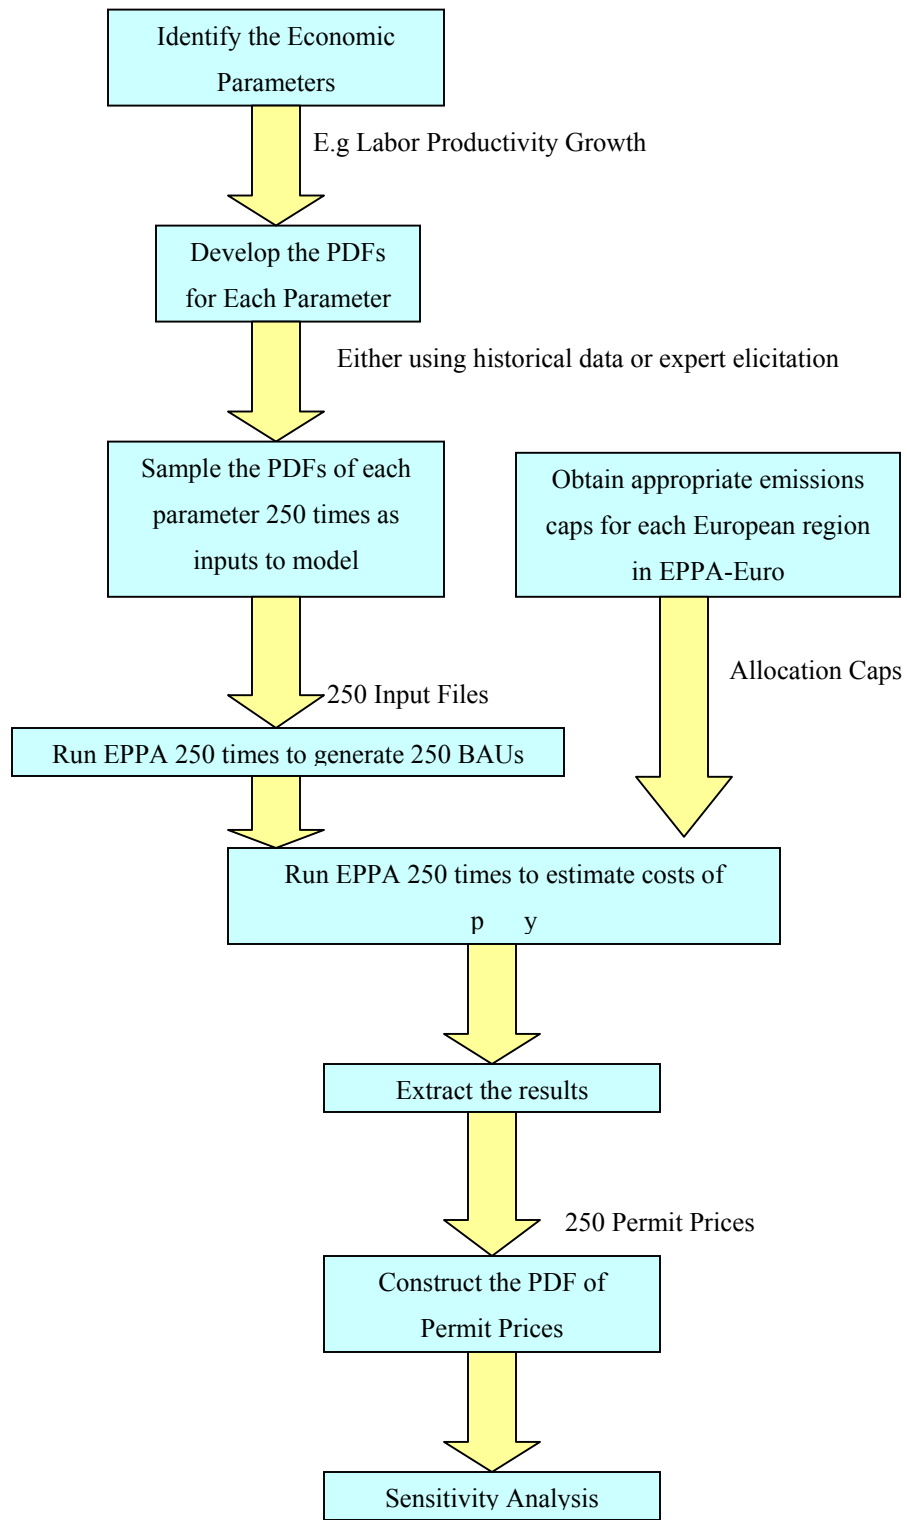 Identify the Economic
Parameters
E.g Labor Productivity Growth
Develop the PDFs
for Each Parameter
Either using historical data or expert elicitation
Sample the PDFs of each
parameter 250 times as
inputs to model
Obtain appropriate emissions
caps for each European region
in EPPA-Euro
Allocation Caps
250 Input Files
Run EPPA 250 times to generate 250 BAUs
Run EPPA 250 times to estimate costs of
p y
Extract the results
250 Permit Prices
Construct the PDF of
Permit Prices
Sensitivity Analysis